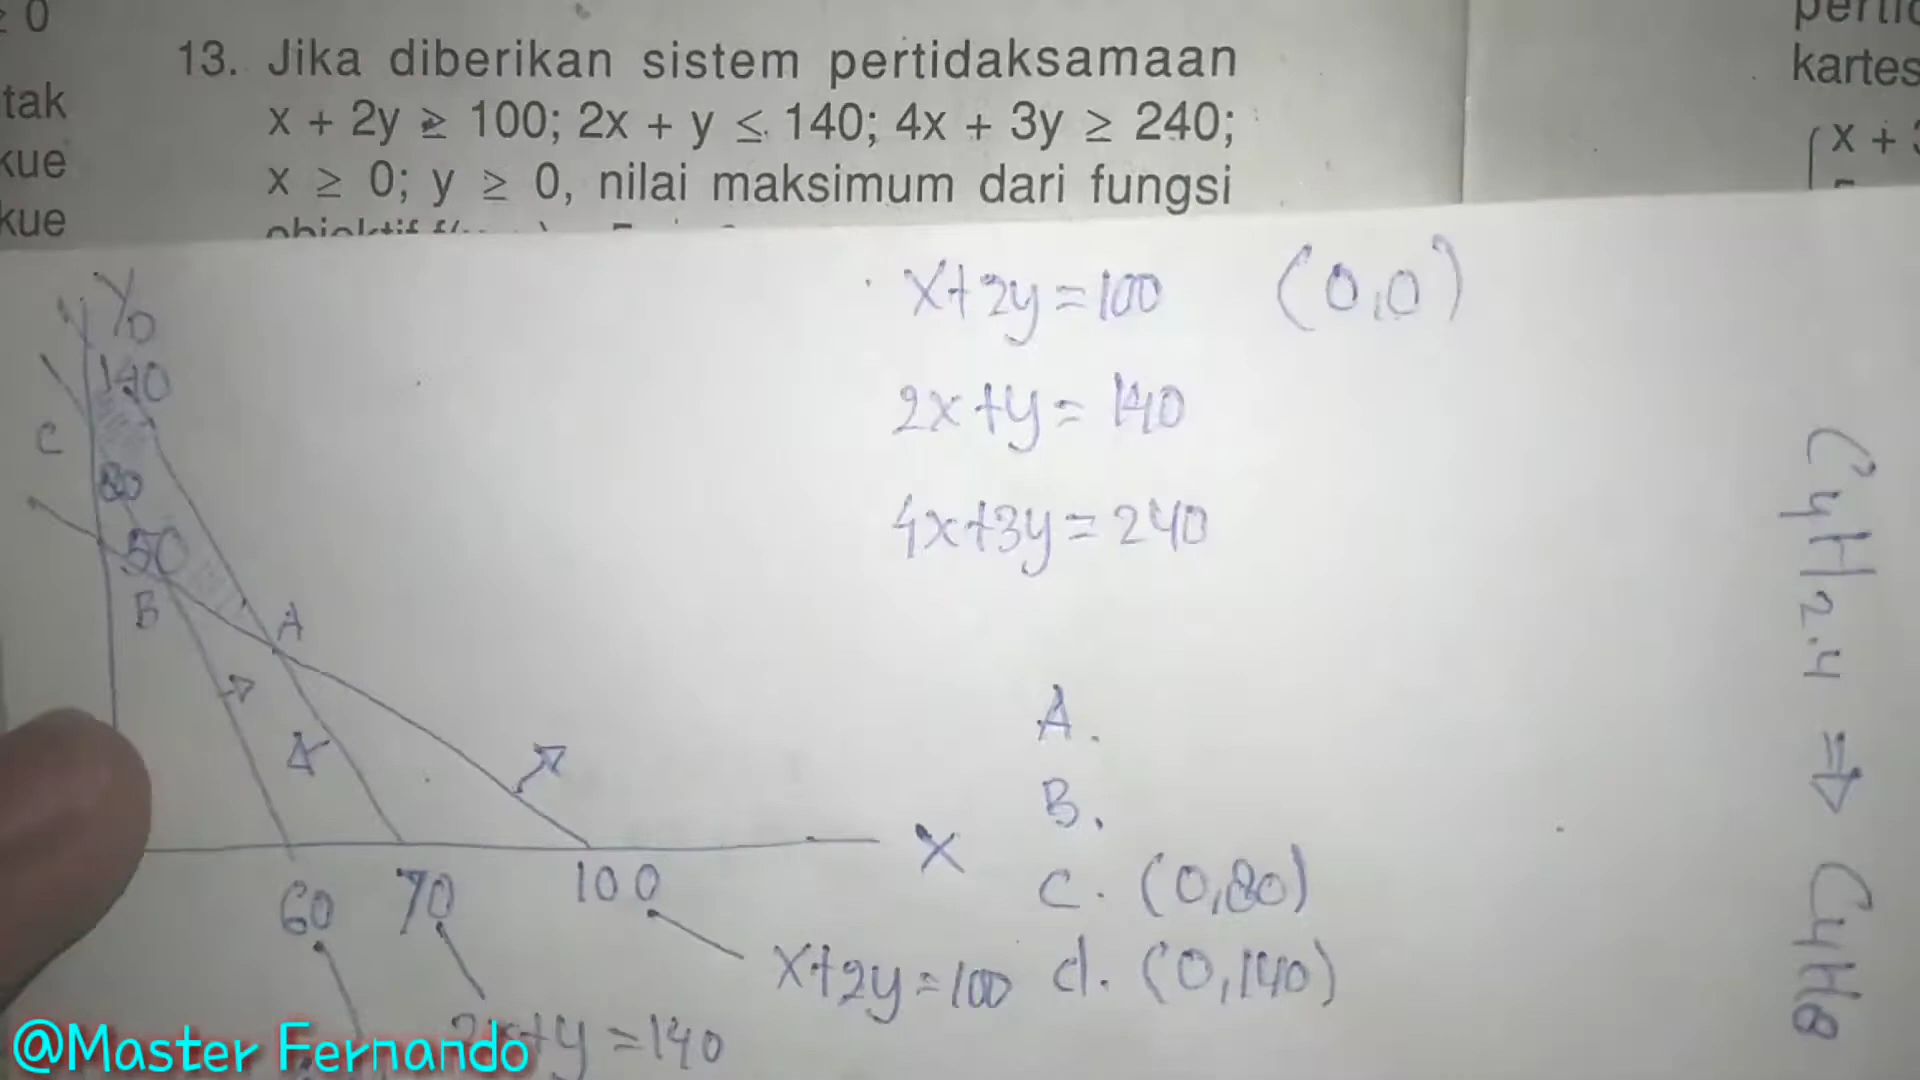 ≥ 0
tak
kue
kue
13. Jika diberikan sistem pertidaksamaan
x + 2y ≥ 100; 2x + y ≤ 140; 4x + 3y ≥ 240;
x ≥ 0; y ≥ 0, nilai maksimum dari fungsi
kartes
x + 3
x+2y=100 (0,0)
2x+y=140
4x+3y=240
140
C
80
50
B
A
60 70 100
X
x+2y=100
2x+y=140
A.
B.
C. (0,80)
d. (0,140)
C4H2.4 ⇒ C4H8
@Master Fernando